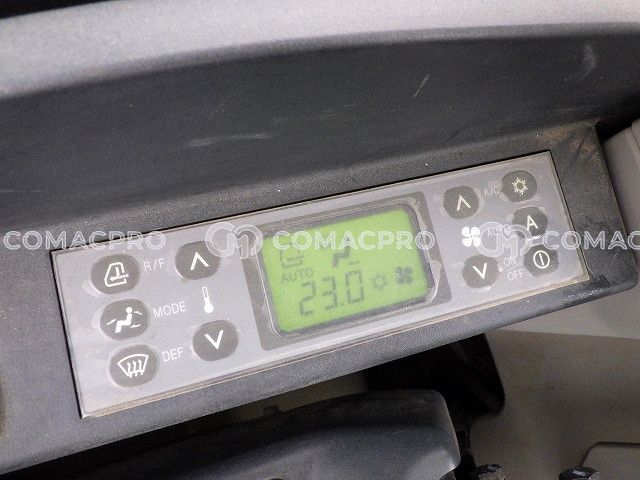 COMACPRO COMACPRO COMACPRO
R/F
MODE
DEF
AUTO
23.0
A/C
AUTO
A
ON
OFF